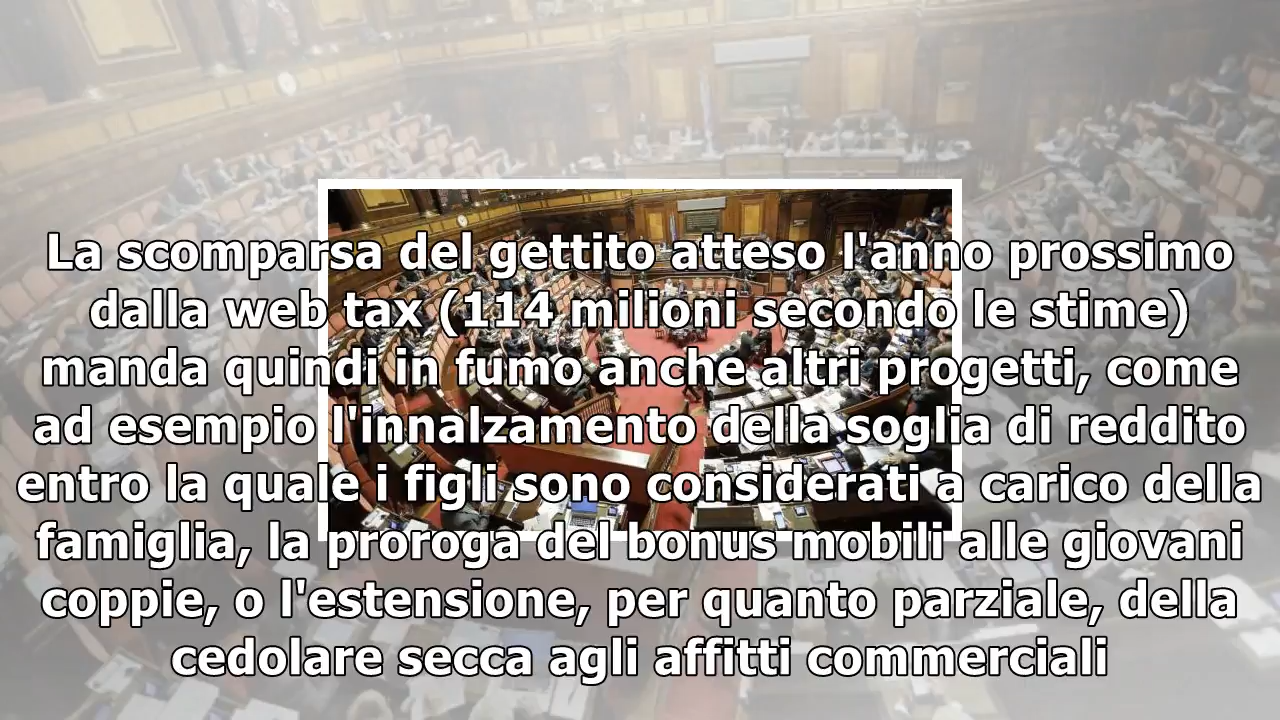 La scomparsa del gettito atteso l'anno prossimo
dalla web tax (114 milioni secondo le stime)
manda quindi in fumo anche altri progetti, come
ad esempio l'innalzamento della soglia di reddito
entro la quale i figli sono considerati a carico della
famiglia, la proroga del bonus mobili alle giovani
coppie, o l'estensione, per quanto parziale, della
cedolare secca agli affitti commerciali